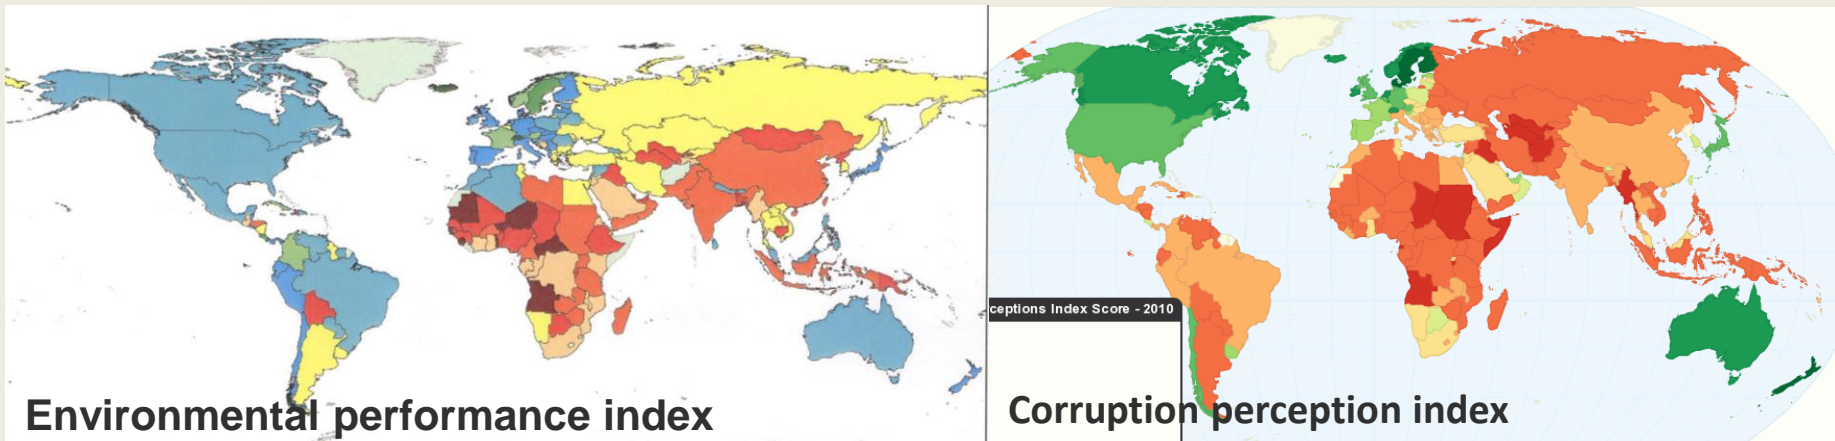 ceptions Index Score - 2010
Environmental performance index
Corruption perception index